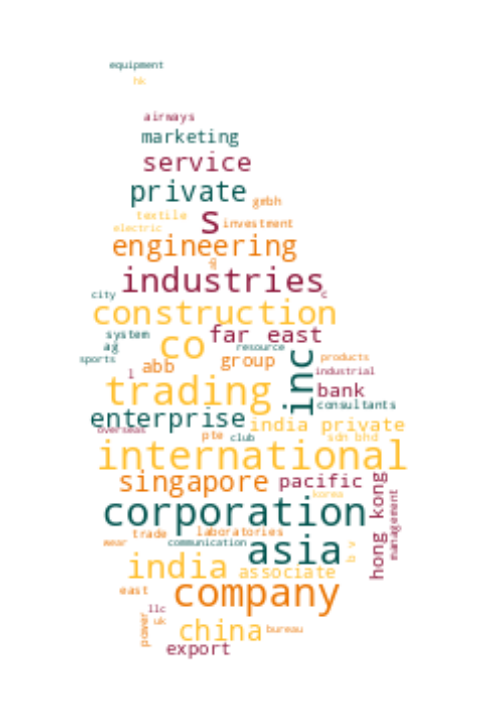 equipment
hk
airways
marketing
service
private
gmbh
textile
s
investment
electric
engineering
industries
c
city
construction
system
far east
ag
co
resource
sports
abb
group
inc
products
l
industrial
trading
bank
consultants
enterprise
india private
overseas
pte
club
sdn bhd
international
singapore
pacific
korea
hong kong
management
corporation
trade
laboratories
wear
communication
asia
b v
india
associate
east
company
llc
uk
power
china
bureau
export